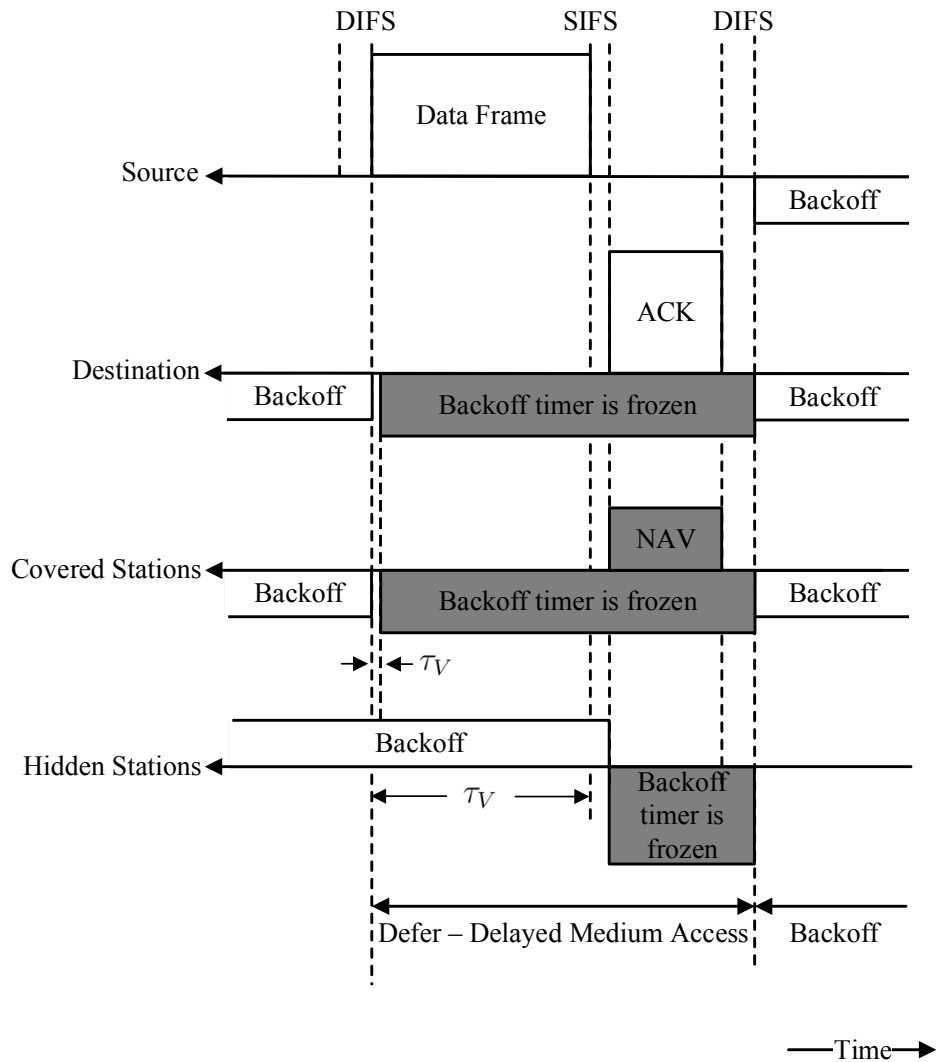 DIFS
SIFS
DIFS
Data Frame
Source
Backoff
ACK
Destination
Backoff
Backoff timer is frozen
Backoff
NAV
Covered Stations
Backoff
Backoff timer is frozen
Backoff
τV
Backoff
Hidden Stations
τV
Backoff
timer is
frozen
Defer – Delayed Medium Access
Backoff
Time